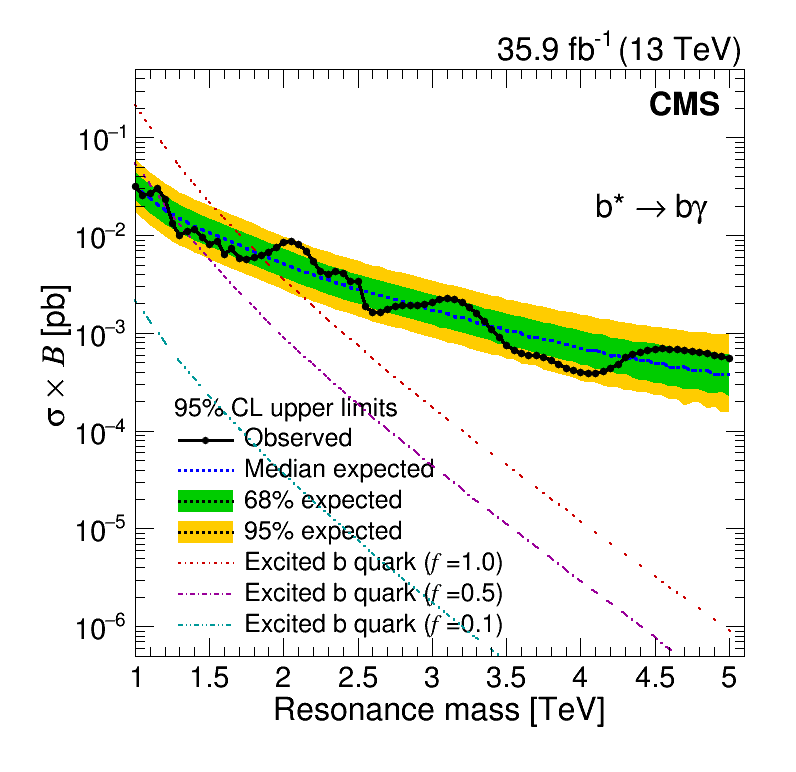 35.9 fb⁻¹ (13 TeV)
CMS
b* → bγ
σ × B [pb]
10⁻¹
10⁻²
10⁻³
10⁻⁴
10⁻⁵
10⁻⁶
95% CL upper limits
Observed
Median expected
68% expected
95% expected
Excited b quark (f =1.0)
Excited b quark (f =0.5)
Excited b quark (f =0.1)
1 1.5 2 2.5 3 3.5 4 4.5 5
Resonance mass [TeV]